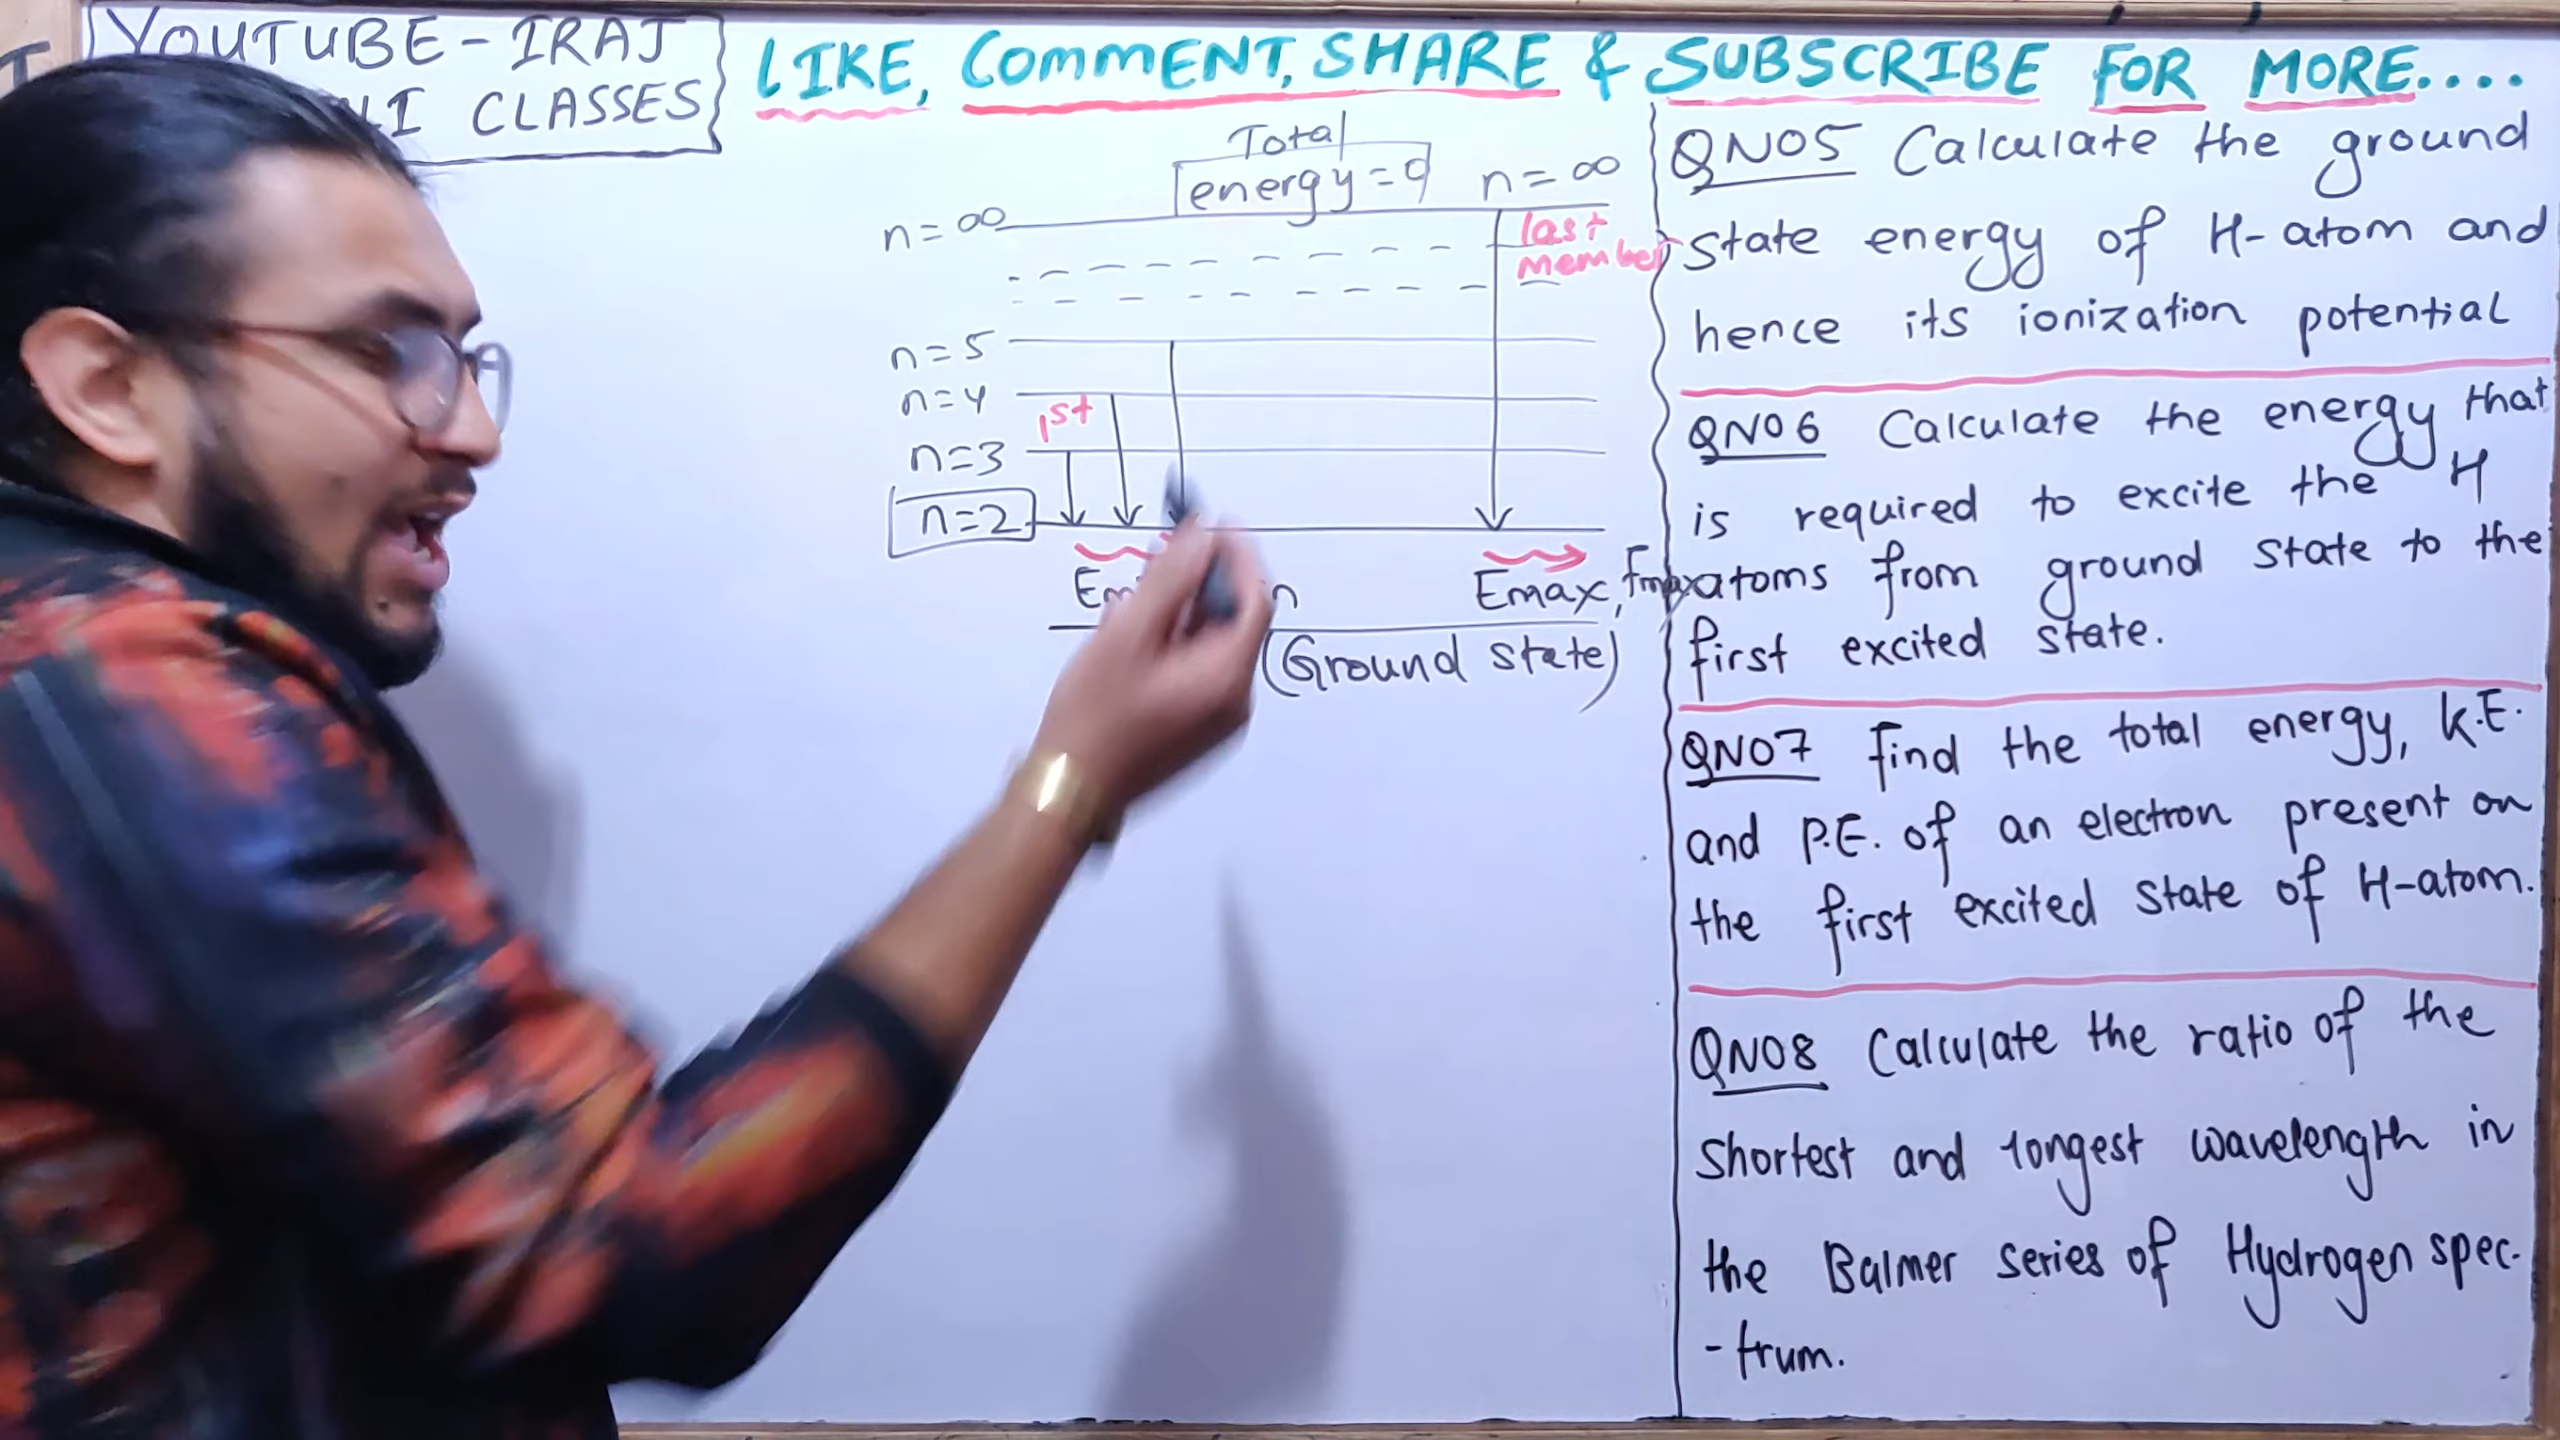 YOUTUBE-IRAJ
CLASSES
LIKE, COMMENT, SHARE & SUBSCRIBE FOR MORE....
Total
energy=0
n=∞
n=∞
last
member
n=5
n=4
1st
n=3
n=2
Emax, Fmax
(Ground state)
QNO5 Calculate the ground
state energy of H-atom and
hence its ionization potential
QNO6 Calculate the energy that
is required to excite the H
atoms from ground state to the
first excited state.
QNO7 Find the total energy, K.E.
and P.E. of an electron present on
the first excited state of H-atom.
QNO8 Calculate the ratio of the
shortest and longest wavelength in
the Balmer series of Hydrogen spec-
-trum.